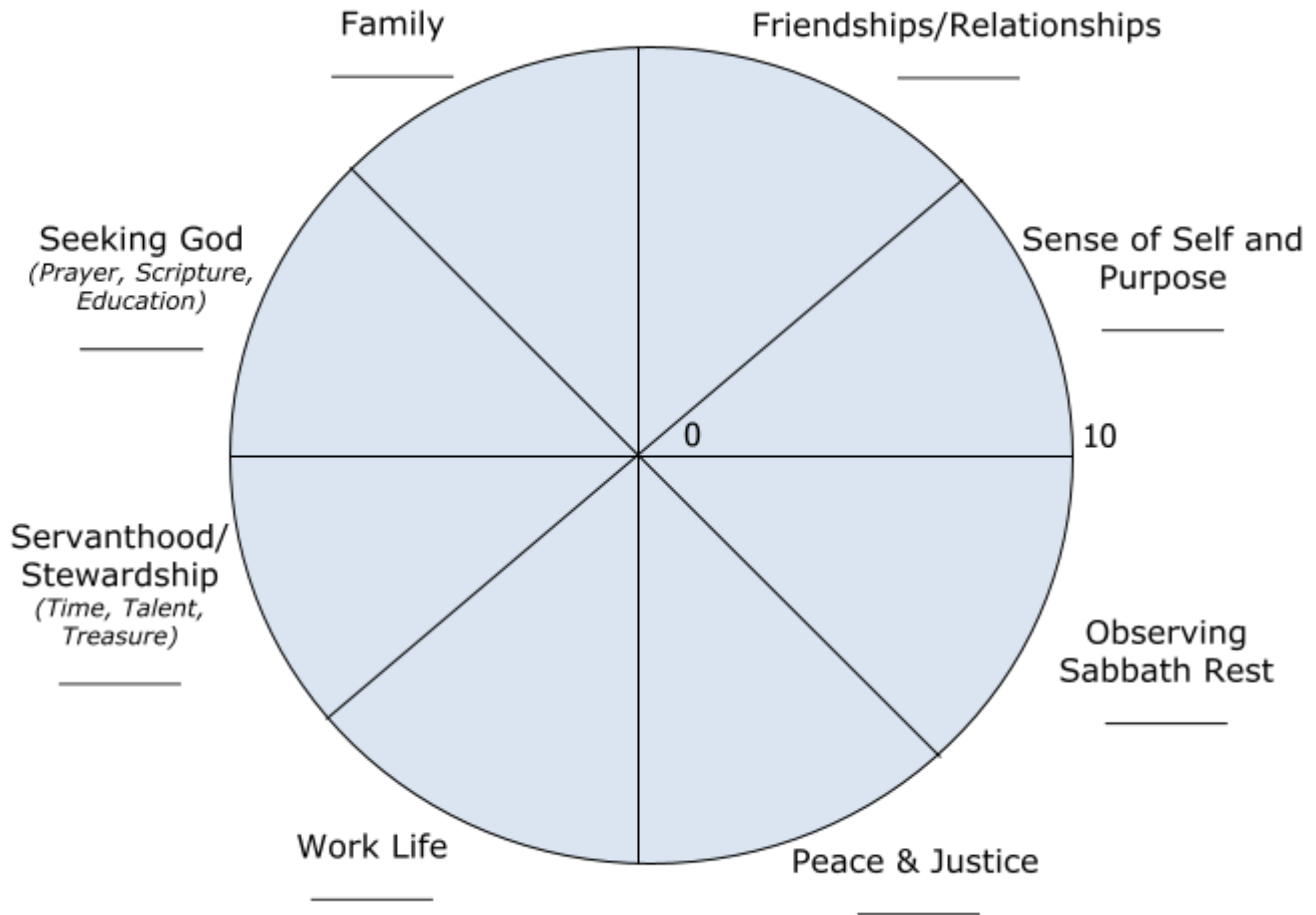 Family
Friendships/Relationships
Seeking God
(Prayer, Scripture,
Education)
Sense of Self and
Purpose
0
10
Servanthood/
Stewardship
(Time, Talent,
Treasure)
Observing
Sabbath Rest
Work Life
Peace & Justice